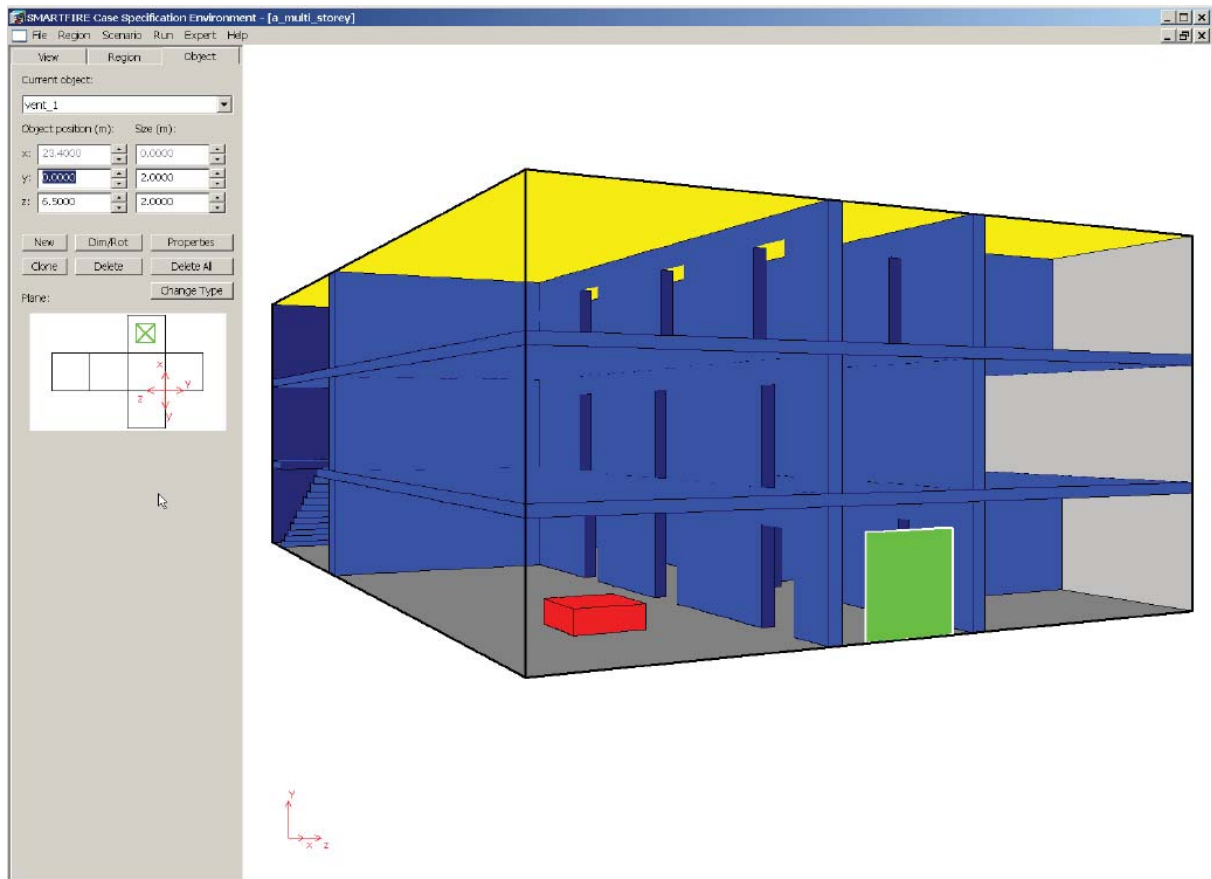 SMARTFIRE Case Specification Environment - [a_multi_storey]
File Region Scenario Run Expert Help
View Region Object
Current object:
vent_1
Object position (m): Size (m):
x: 23.4000 0.0000
y: 0.0000 2.0000
z: 6.5000 2.0000
New Dim/Rot Properties
Clone Delete Delete All
Change Type
Plane:
x
y
z
y
Y
x z